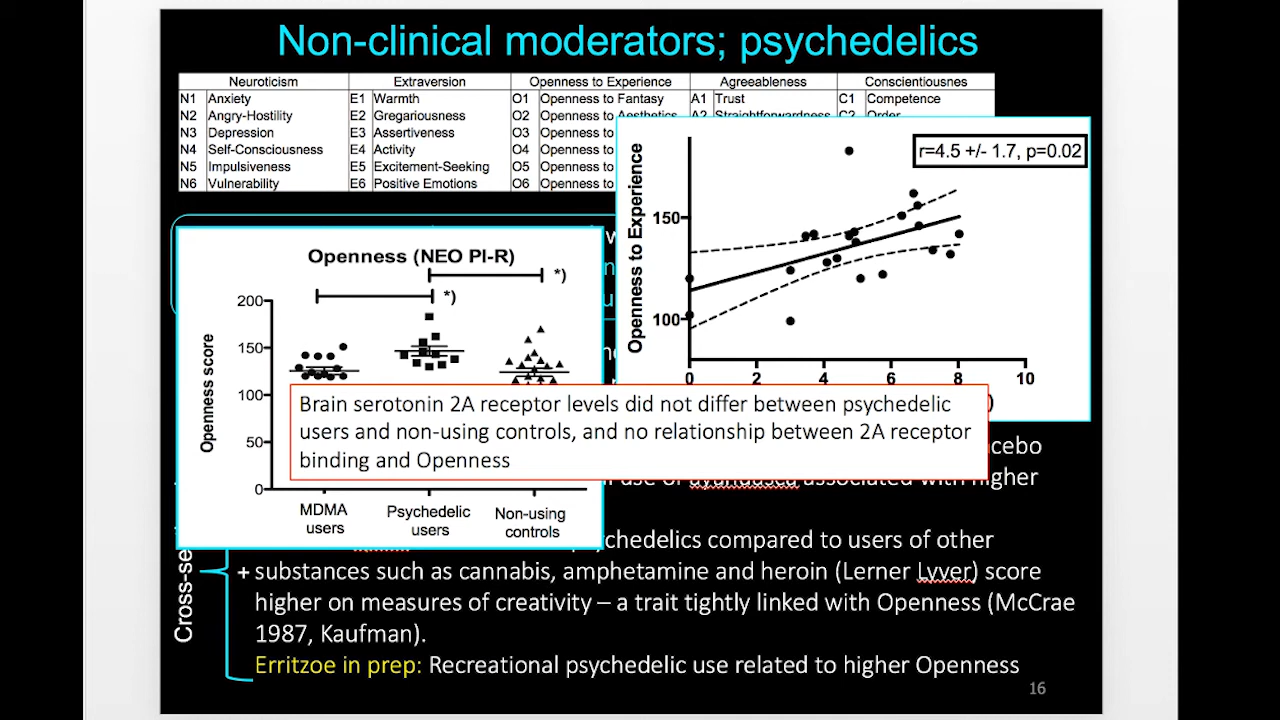 Non-clinical moderators; psychedelics
Neuroticism Extraversion Openness to Experience Agreeableness Conscientiousnes
N1 Anxiety E1 Warmth O1 Openness to Fantasy A1 Trust C1 Competence
N2 Angry-Hostility E2 Gregariousness O2 Openness to Aesthetics A2 Straightforwardness C2 Order
N3 Depression E3 Assertiveness O3 Openness to
N4 Self-Consciousness E4 Activity O4 Openness to
N5 Impulsiveness E5 Excitement-Seeking O5 Openness to
N6 Vulnerability E6 Positive Emotions O6 Openness to
r=4.5 +/- 1.7, p=0.02
Openness to Experience
150
100
0 2 4 6 8 10
Openness (NEO PI-R)
*)
*)
Openness score
200
150
100
50
0
MDMA users
Psychedelic users
Non-using controls
Brain serotonin 2A receptor levels did not differ between psychedelic
users and non-using controls, and no relationship between 2A receptor
binding and Openness
use of ayahuasca associated with higher
Cross-se
psychedelics compared to users of other
+ substances such as cannabis, amphetamine and heroin (Lerner Lyver) score
higher on measures of creativity – a trait tightly linked with Openness (McCrae
1987, Kaufman).
Erritzoe in prep: Recreational psychedelic use related to higher Openness
16